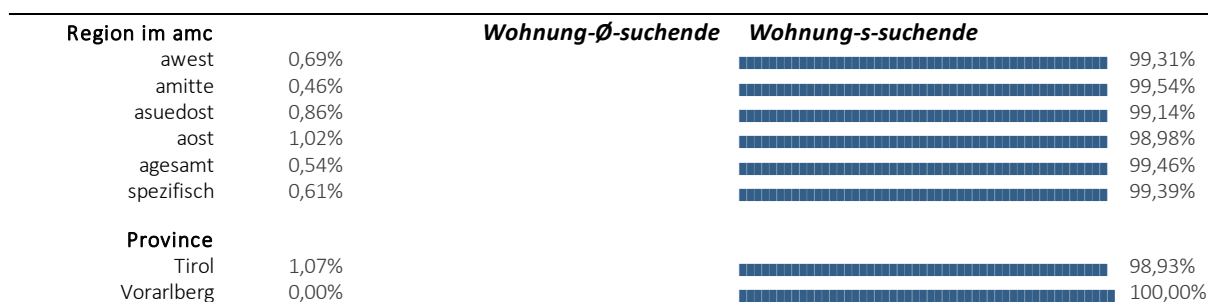 Region im amc Wohnung-Ø-suchende Wohnung-s-suchende
awest 0,69% 99,31%
amitte 0,46% 99,54%
asuedost 0,86% 99,14%
aost 1,02% 98,98%
agesamt 0,54% 99,46%
spezifisch 0,61% 99,39%
Province
Tirol 1,07% 98,93%
Vorarlberg 0,00% 100,00%